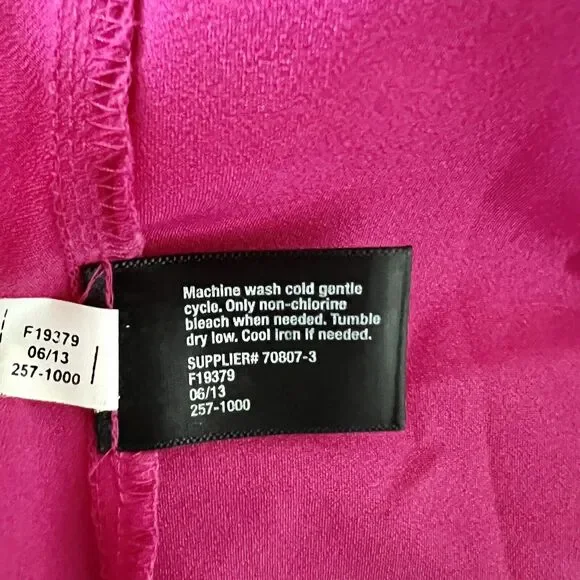 F19379
06/13
257-1000
Machine wash cold gentle
cycle. Only non-chlorine
bleach when needed. Tumble
dry low. Cool iron if needed.
SUPPLIER# 70807-3
F19379
06/13
257-1000